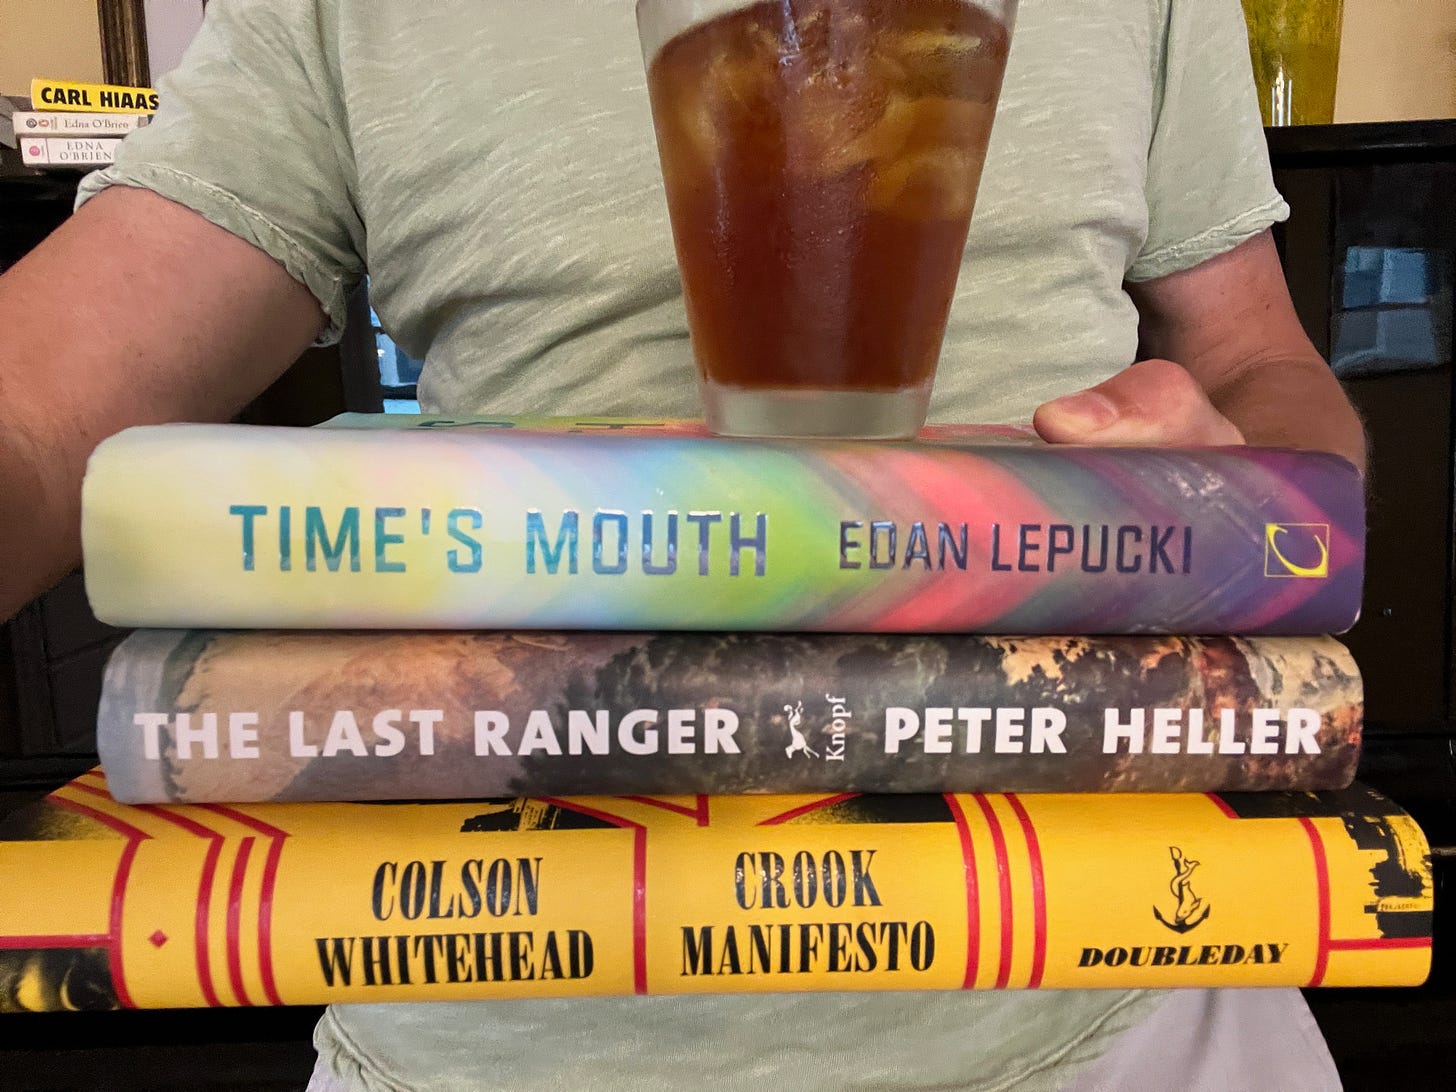 CARL HIAAS
Edna O'Brien
EDNA
O'BRIEN
TIME'S MOUTH EDAN LEPUCKI C
THE LAST RANGER Knopf PETER HELLER
COLSON
WHITEHEAD
CROOK
MANIFESTO
DOUBLEDAY